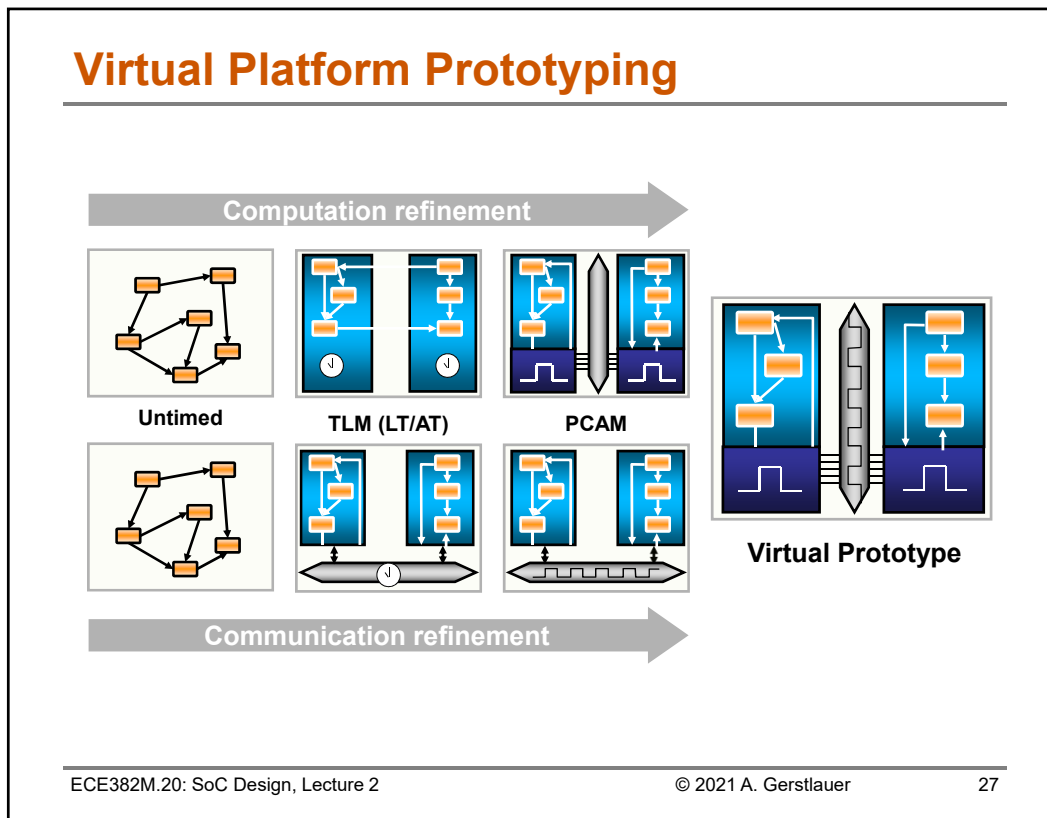 Virtual Platform Prototyping
Computation refinement
Untimed
TLM (LT/AT)
PCAM
Virtual Prototype
Communication refinement
ECE382M.20: SoC Design, Lecture 2
© 2021 A. Gerstlauer
27